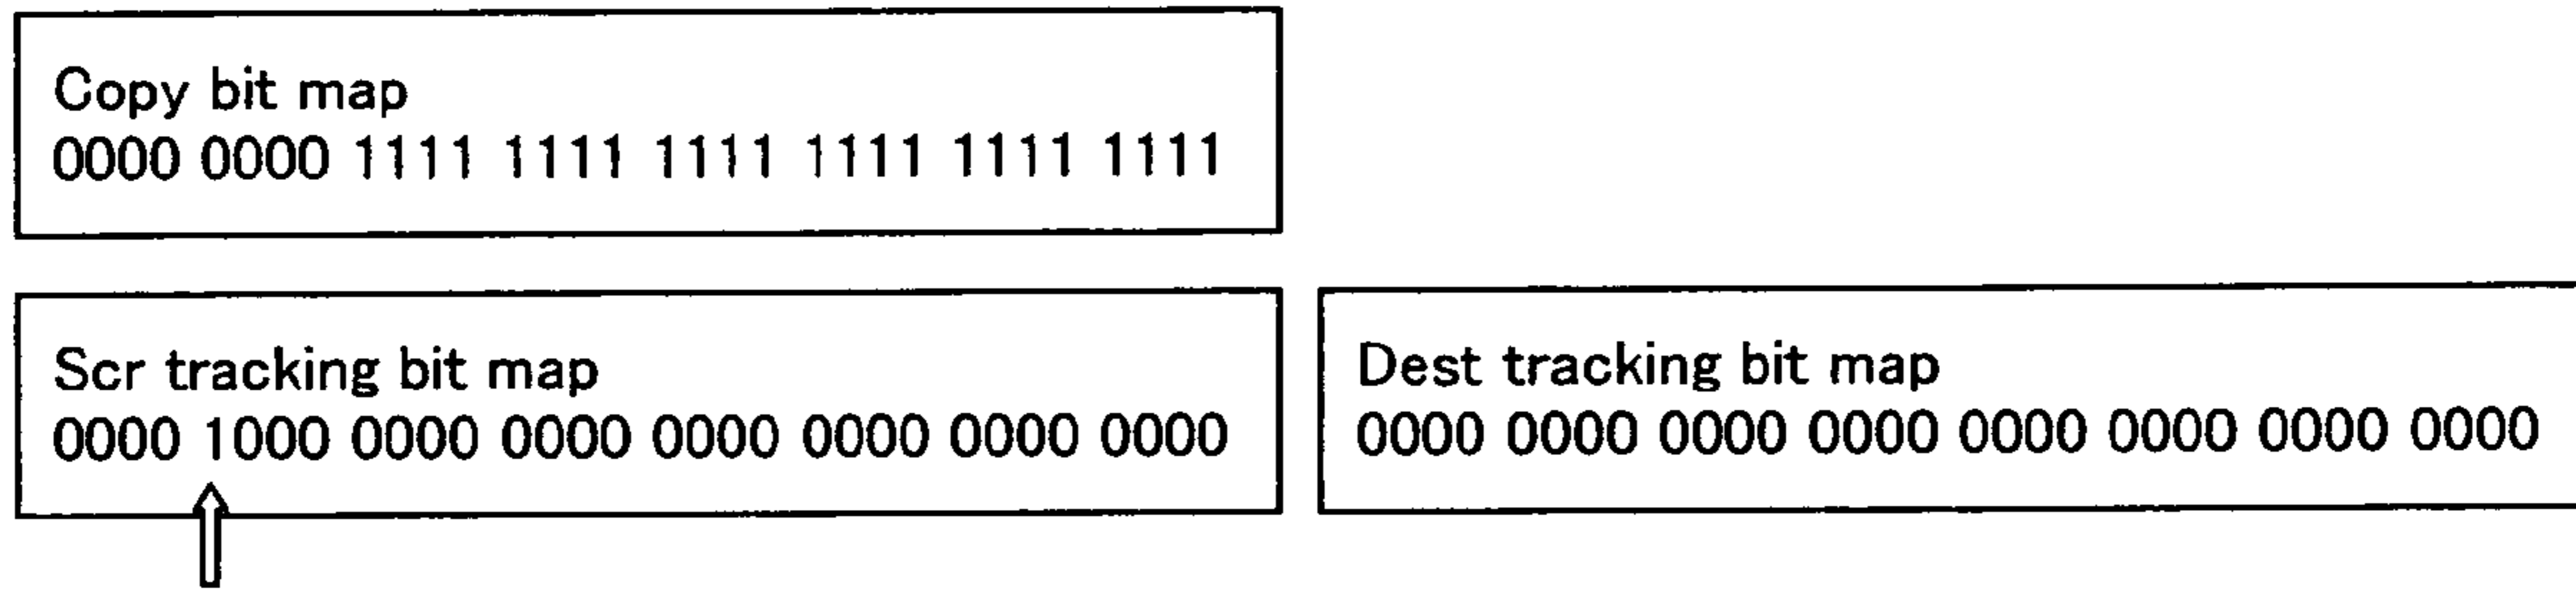 Copy bit map
0000 0000 1111 1111 1111 1111 1111 1111
Scr tracking bit map
0000 1000 0000 0000 0000 0000 0000 0000
Dest tracking bit map
0000 0000 0000 0000 0000 0000 0000 0000